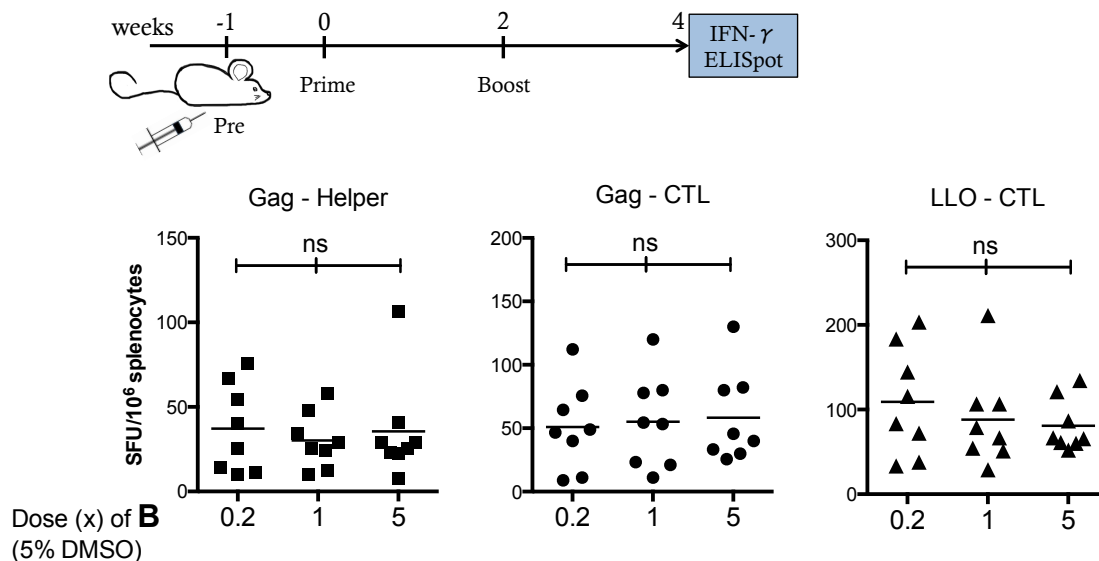 weeks -1 0 2 4
IFN-γ
ELISpot
Prime Boost
Pre
Gag - Helper Gag - CTL LLO - CTL
150 200 300
ns ns ns
150
100 200
100
50 100
50
0 0 0
SFU/10⁶ splenocytes
0.2 1 5 0.2 1 5 0.2 1 5
Dose (x) of B
(5% DMSO)